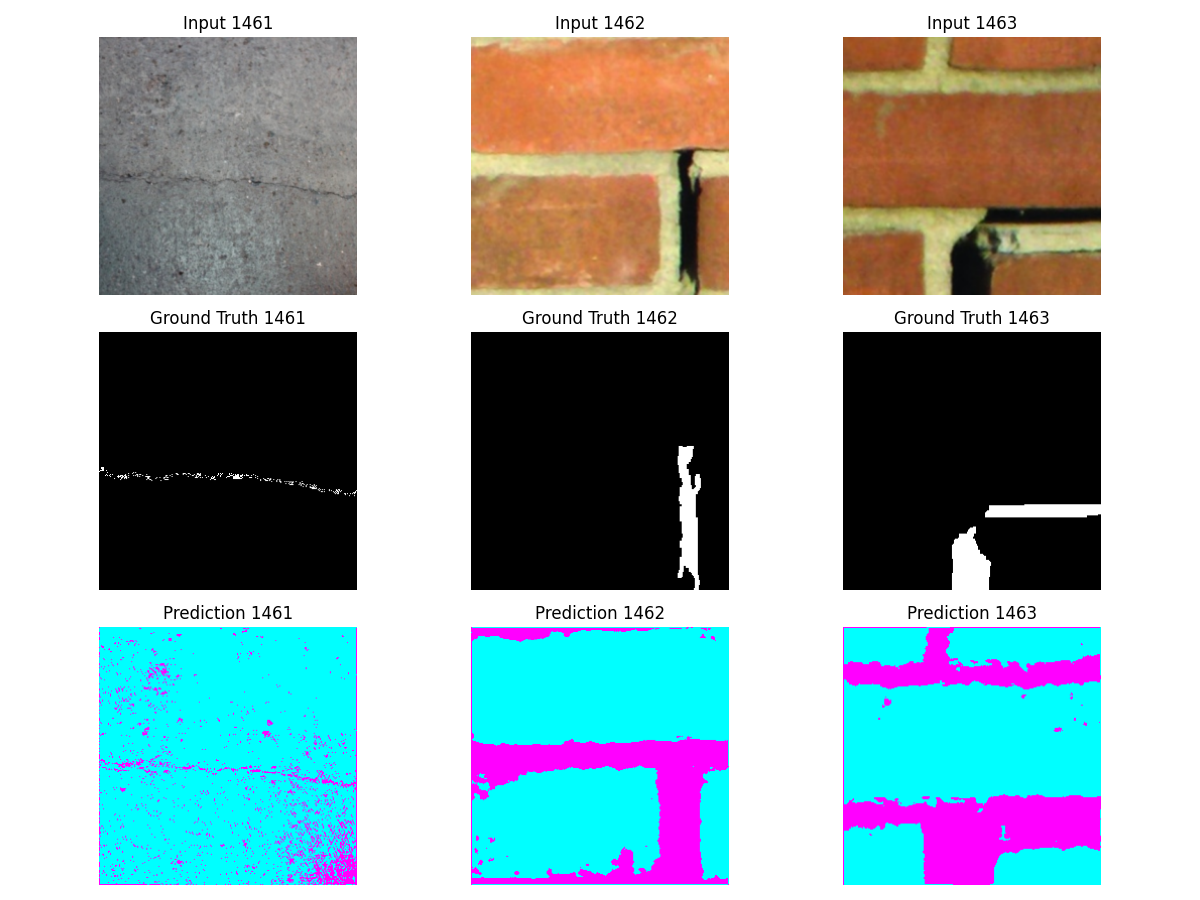 Input 1461
Input 1462
Input 1463
Ground Truth 1461
Ground Truth 1462
Ground Truth 1463
Prediction 1461
Prediction 1462
Prediction 1463